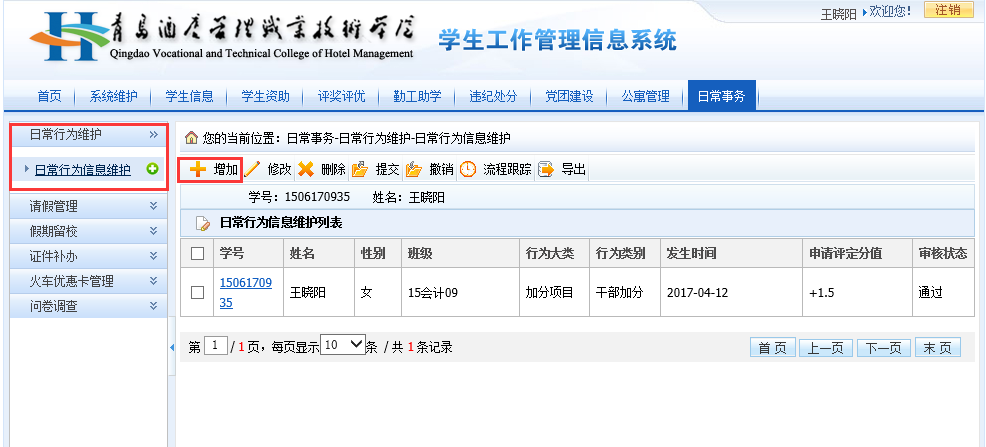 王晓阳 欢迎您! 注销
青岛酒店管理职业技术学院
Qingdao Vocational and Technical College of Hotel Management
学生工作管理信息系统
首页 系统维护 学生信息 学生资助 评奖评优 勤工助学 违纪处分 党团建设 公寓管理 日常事务
日常行为维护
日常行为信息维护
请假管理
假期留校
证件补办
火车优惠卡管理
问卷调查
您的当前位置：日常事务-日常行为维护-日常行为信息维护
增加 修改 删除 提交 撤销 流程跟踪 导出
学号：1506170935 姓名：王晓阳
日常行为信息维护列表
学号 姓名 性别 班级 行为大类 行为类别 发生时间 申请评定分值 审核状态
15061709
35
王晓阳 女 15会计09 加分项目 干部加分 2017-04-12 +1.5 通过
第 1 / 1 页，每页显示 10 条 / 共 1 条记录
首 页 上一页 下一页 末 页